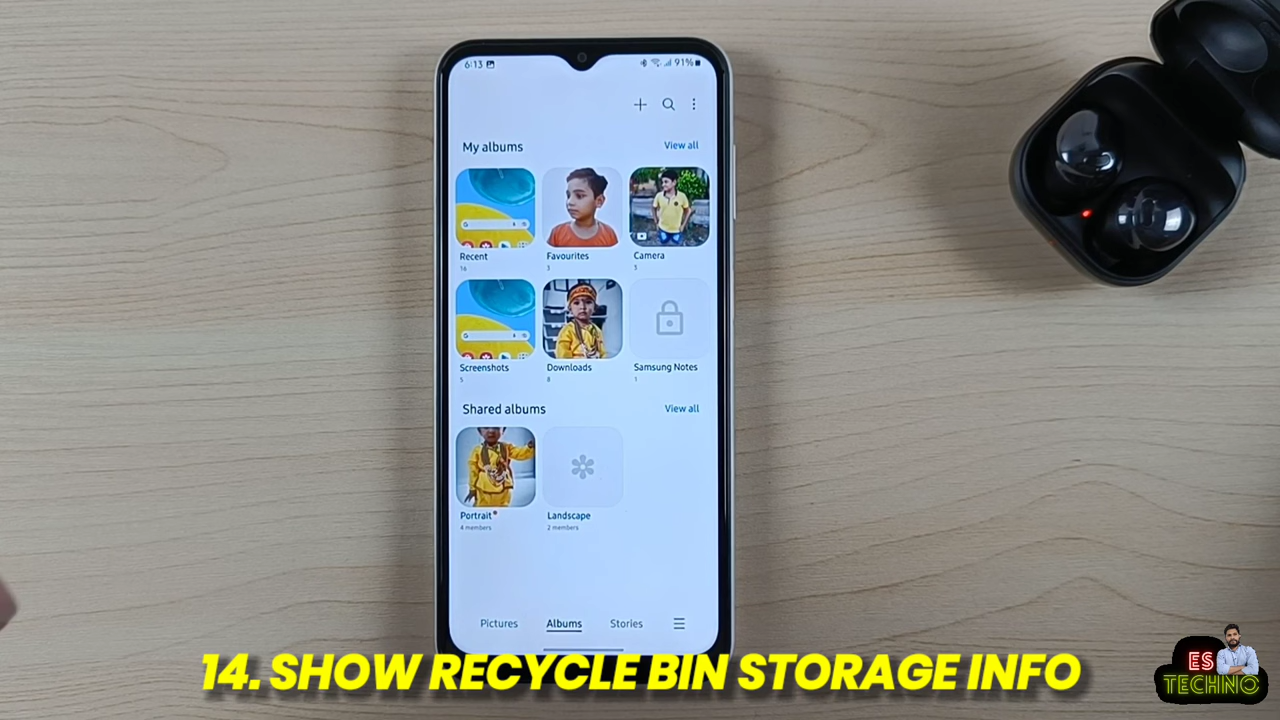 6:13
91%
My albums
View all
Recent
16
Favourites
3
Camera
5
Screenshots
5
Downloads
8
Samsung Notes
1
Shared albums
View all
Portrait
4 members
Landscape
2 members
Pictures
Albums
Stories
14. SHOW RECYCLE BIN STORAGE INFO
ES
TECHNO